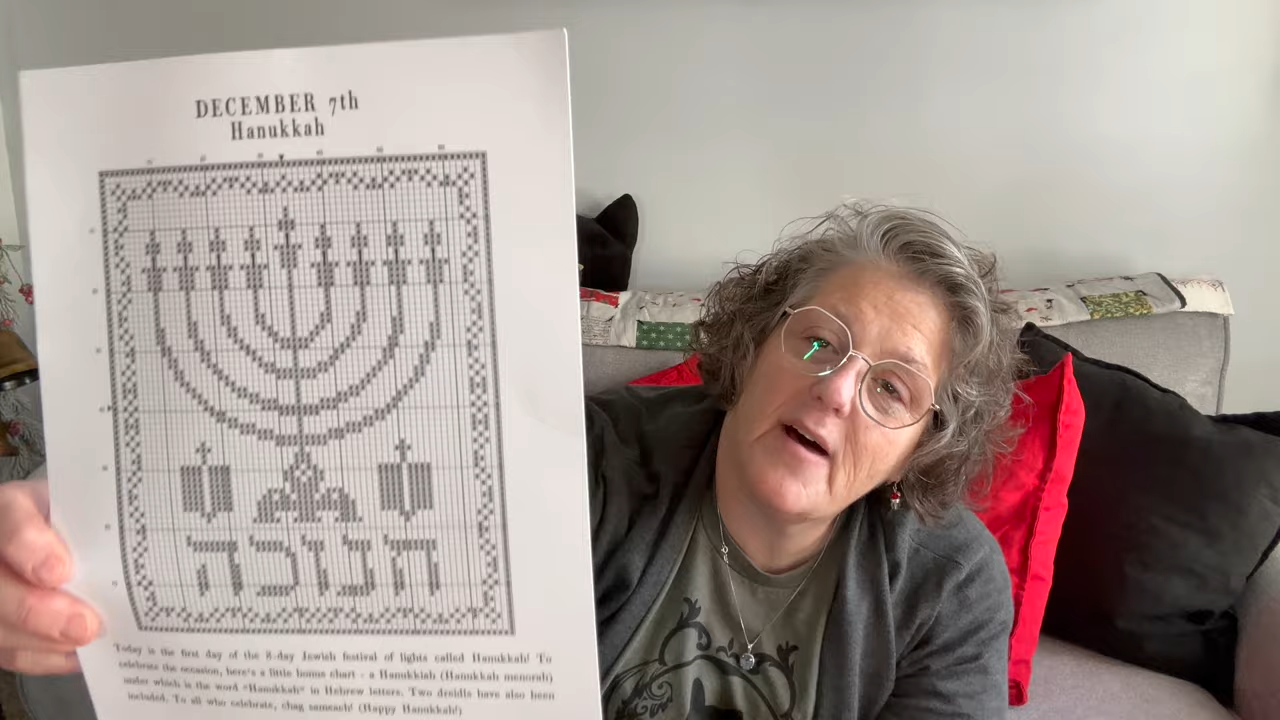 DECEMBER 7th
Hanukkah
חנוכה
Today is the first day of the 8-day Jewish festival of lights called Hanukkah! To
celebrate the occasion, here's a little bonus chart - a Hanukkiah (Hanukkah menorah)
under which is the word "Hanukkah" in Hebrew letters. Two dreidls have also been
included. To all who celebrate, chag sameach! (Happy Hanukkah!)